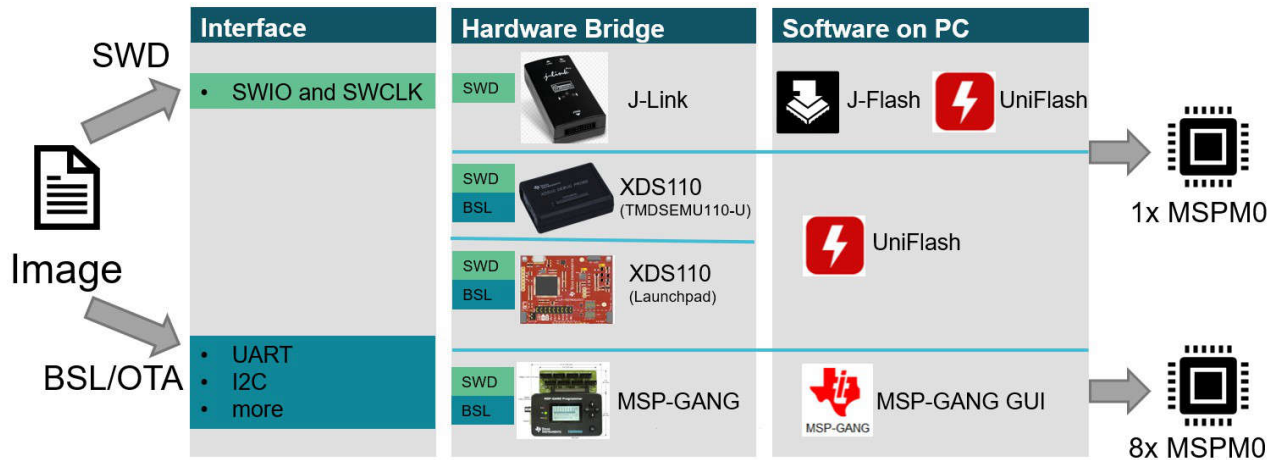 Interface
Hardware Bridge
Software on PC
SWD
• SWIO and SWCLK
SWD
J-Link
J-Flash
UniFlash
SWD
BSL
XDS110
(TMDSEMU110-U)
1x MSPM0
UniFlash
Image
SWD
BSL
XDS110
(Launchpad)
BSL/OTA
• UART
• I2C
• more
SWD
BSL
MSP-GANG
MSP-GANG
MSP-GANG GUI
8x MSPM0